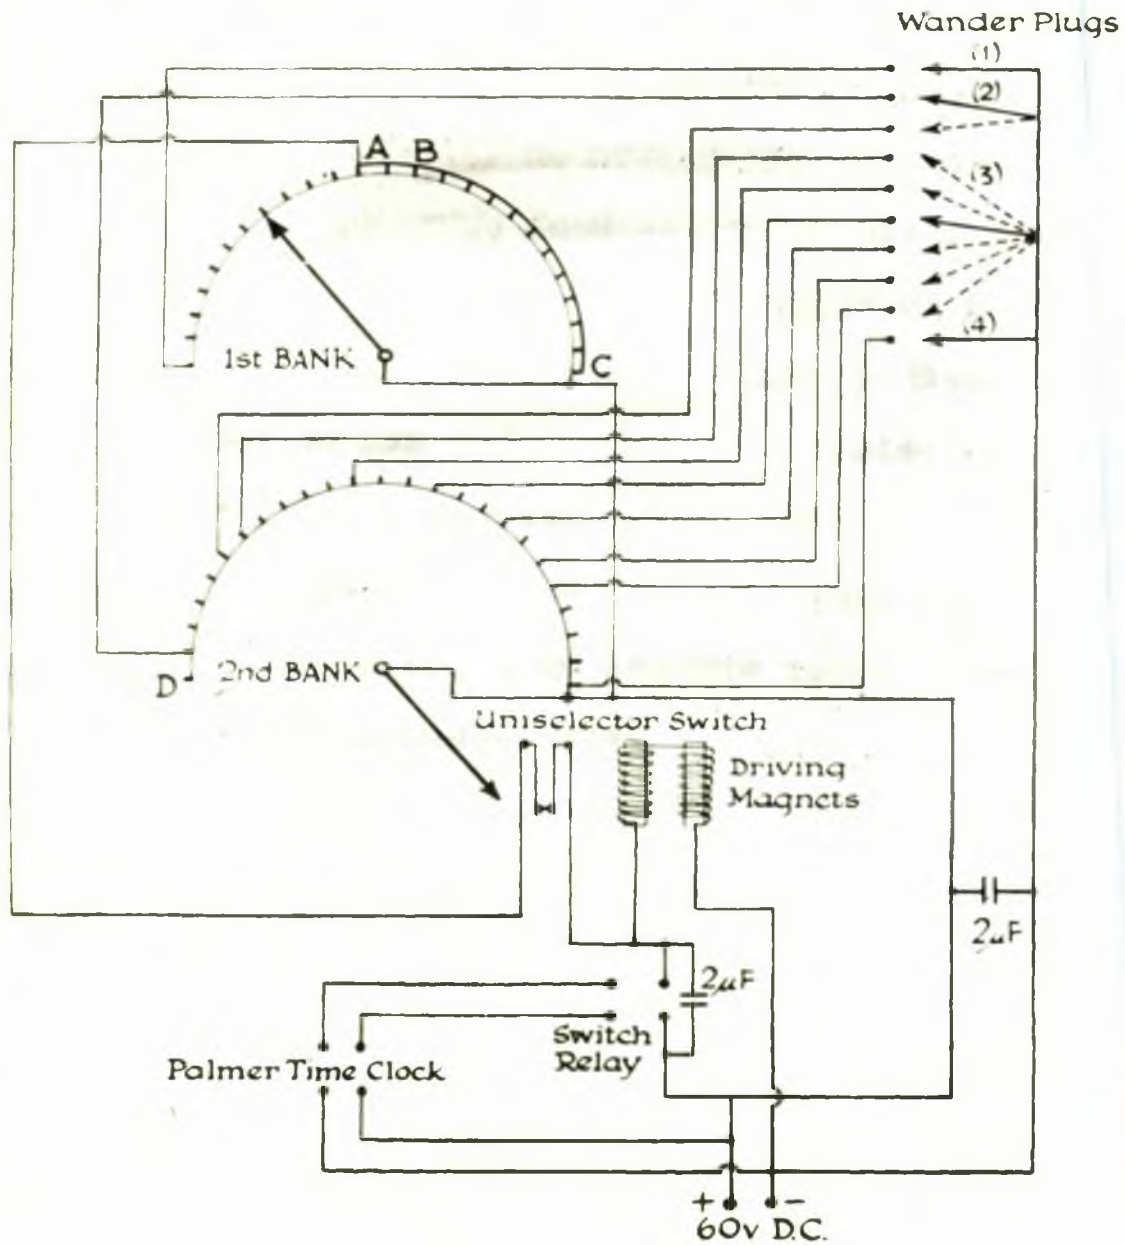 Wander Plugs
(1)
(2)
(3)
(4)
A B
1st BANK
C
D
2nd BANK
Uniselector Switch
Driving
Magnets
2µF
2µF
Switch
Relay
Palmer Time Clock
+ -
60v D.C.